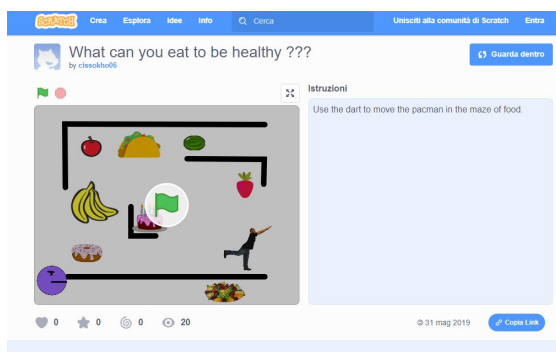 SCRATCH Crea Esplora Idee Info Cerca Unisciti alla comunità di Scratch Entra
What can you eat to be healthy ???
by cissokho06
Guarda dentro
Istruzioni
Use the dart to move the pacman in the maze of food.
0 0 0 20
© 31 mag 2019 Copia Link